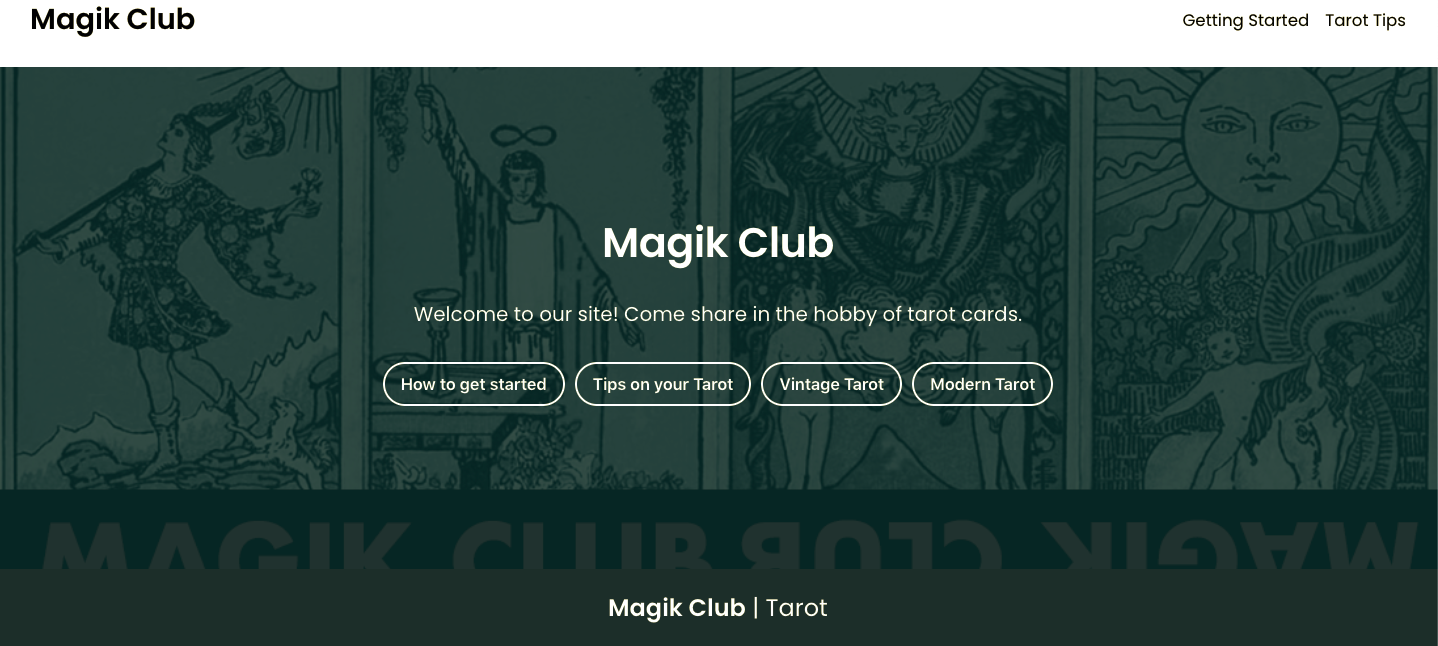 Magik Club
Getting Started Tarot Tips
Magik Club
Welcome to our site! Come share in the hobby of tarot cards.
How to get started Tips on your Tarot Vintage Tarot Modern Tarot
MAGIK CLUB MAGIK CLUB
Magik Club | Tarot